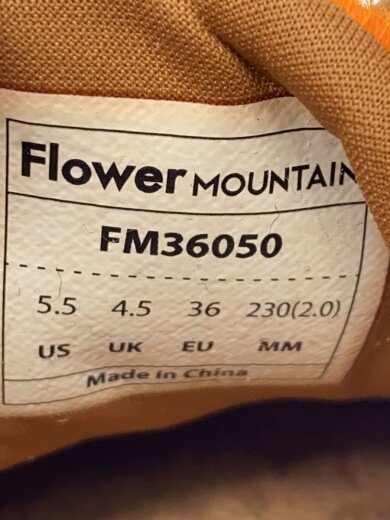 Flower MOUNTAIN
FM36050
5.5 4.5 36 230(2.0)
US UK EU MM
Made in China